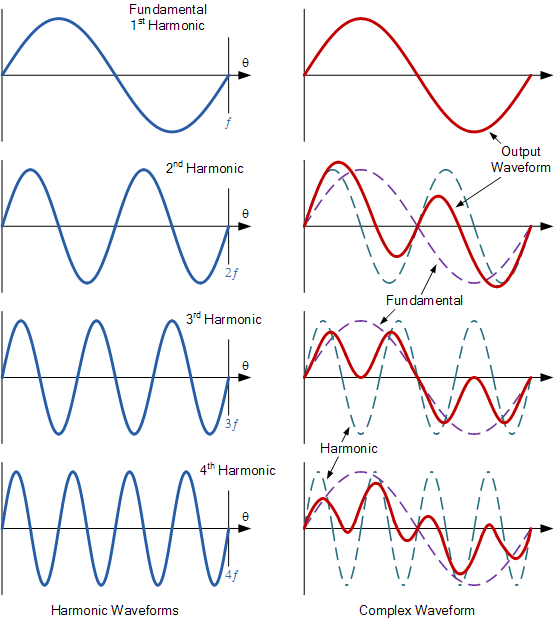 Fundamental
1st Harmonic
θ
f
Output
Waveform
2nd Harmonic
θ
2f
Fundamental
3rd Harmonic
θ
3f
Harmonic
4th Harmonic
θ
4f
Harmonic Waveforms
Complex Waveform